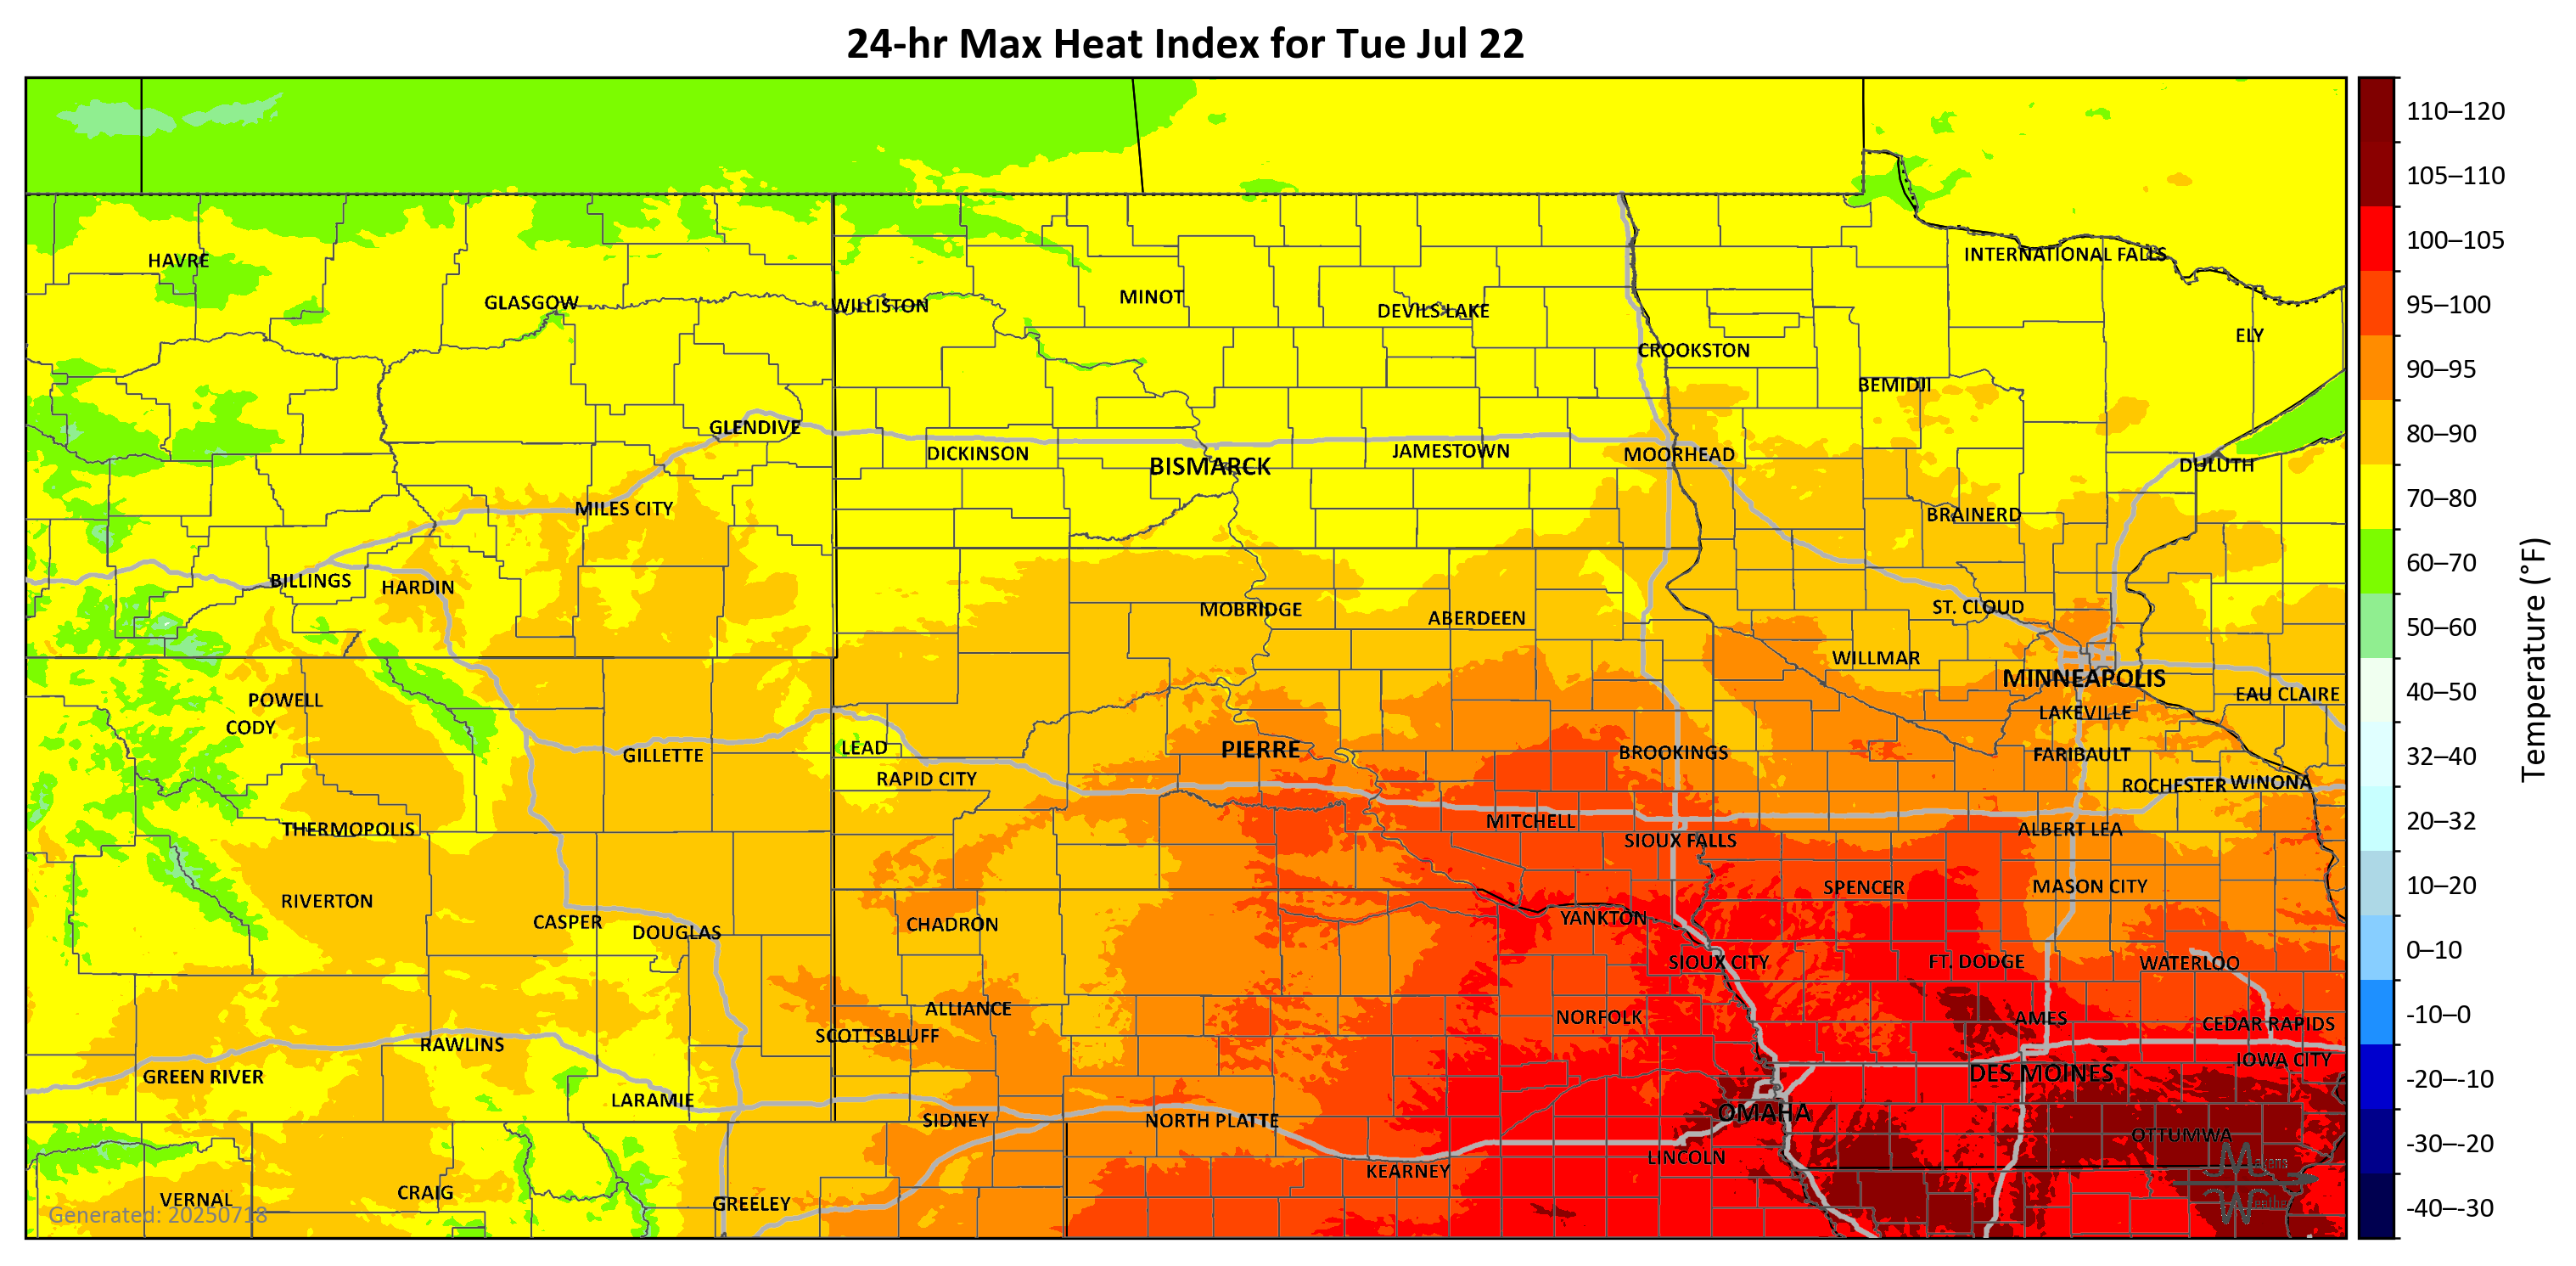 24-hr Max Heat Index for Tue Jul 22
110–120
105–110
100–105
95–100
90–95
80–90
70–80
60–70
50–60
40–50
32–40
20–32
10–20
0–10
-10–0
-20–-10
-30–-20
-40–-30
Temperature (°F)
HAVRE
INTERNATIONAL FALLS
GLASGOW
WILLISTON
MINOT
DEVILS LAKE
ELY
CROOKSTON
BEMIDJI
GLENDIVE
DICKINSON
BISMARCK
JAMESTOWN
MOORHEAD
DULUTH
MILES CITY
BRAINERD
BILLINGS
HARDIN
MOBRIDGE
ABERDEEN
ST. CLOUD
WILLMAR
MINNEAPOLIS
POWELL
EAU CLAIRE
CODY
LAKEVILLE
GILLETTE
LEAD
PIERRE
BROOKINGS
FARIBAULT
RAPID CITY
ROCHESTER
WINONA
THERMOPOLIS
MITCHELL
SIOUX FALLS
ALBERT LEA
RIVERTON
SPENCER
MASON CITY
CASPER
DOUGLAS
CHADRON
YANKTON
SIOUX CITY
FT. DODGE
WATERLOO
ALLIANCE
NORFOLK
AMES
CEDAR RAPIDS
RAWLINS
SCOTTSBLUFF
IOWA CITY
GREEN RIVER
DES MOINES
LARAMIE
SIDNEY
NORTH PLATTE
OMAHA
OTTUMWA
KEARNEY
LINCOLN
VERNAL
CRAIG
GREELEY
Generated: 20250718